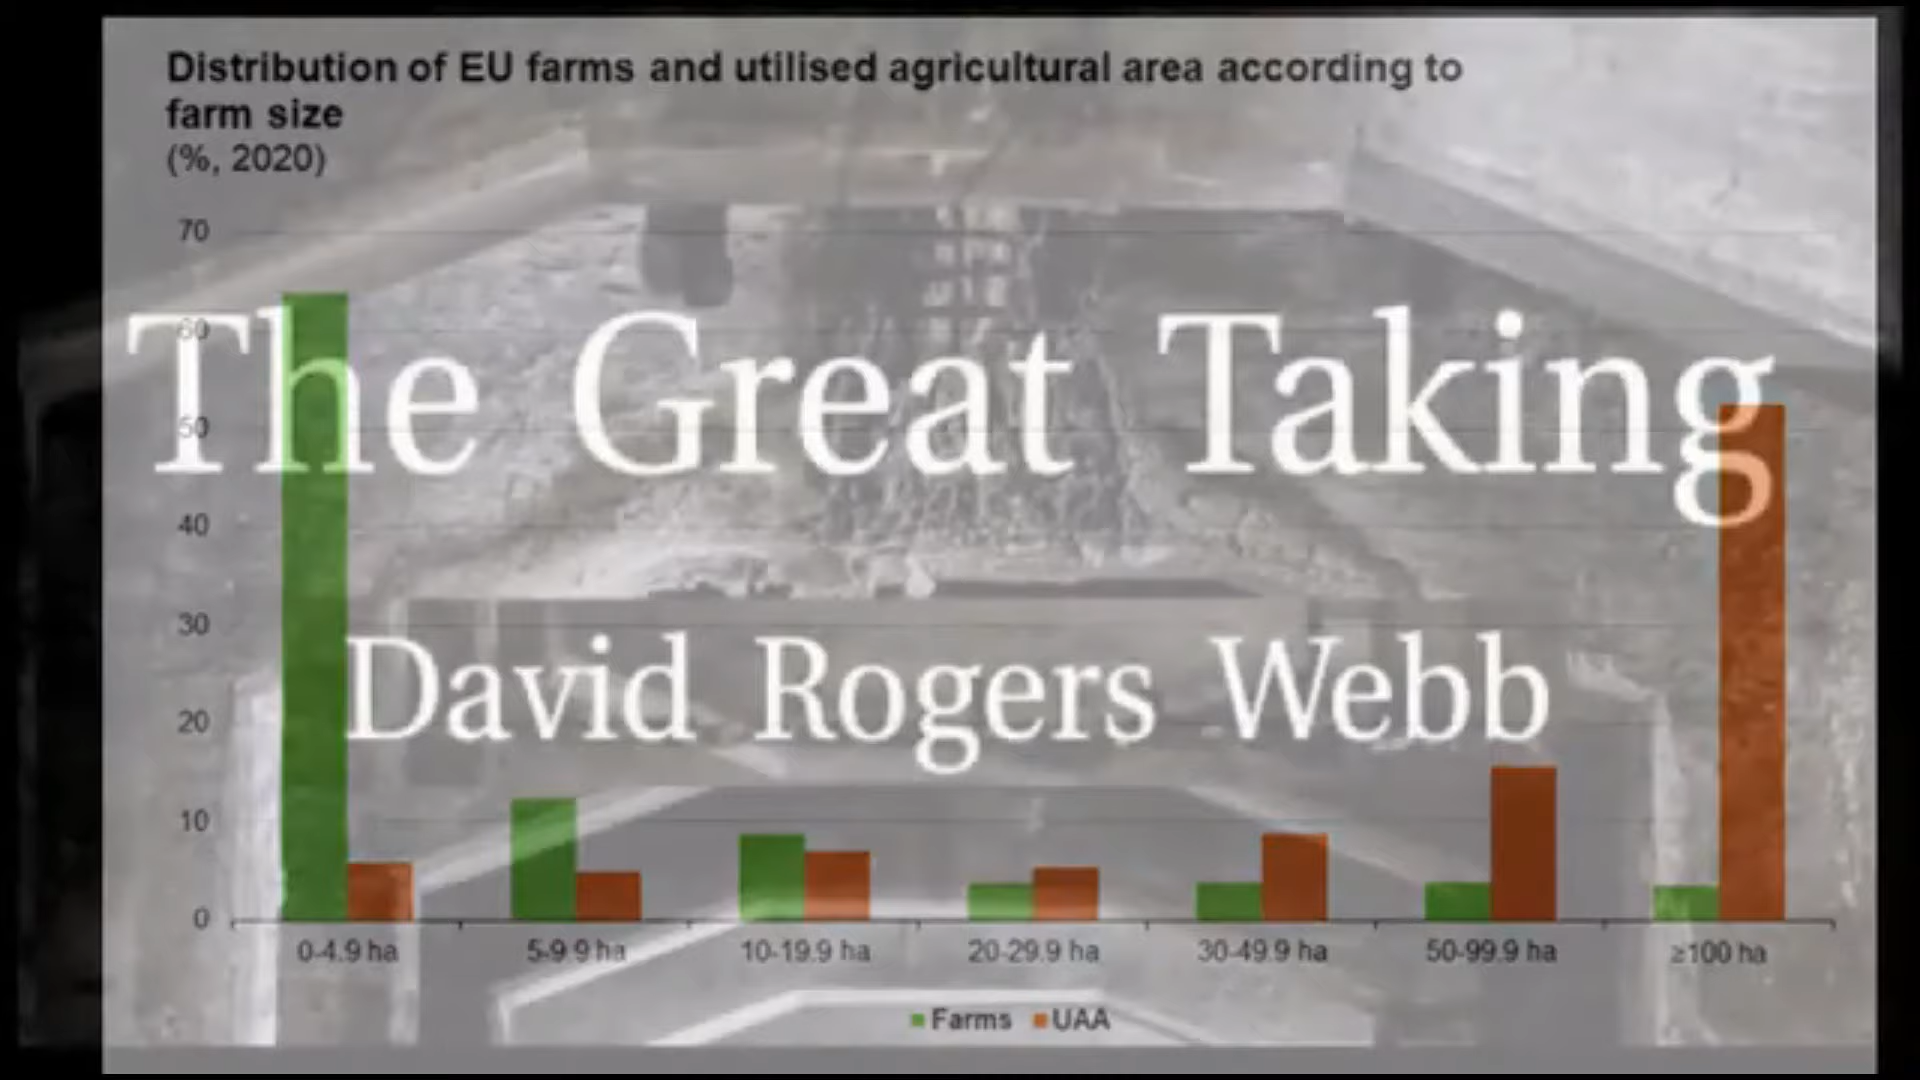 Distribution of EU farms and utilised agricultural area according to
farm size
(%, 2020)
70
60
50
40
30
20
10
0
The Great Taking
David Rogers Webb
0-4.9 ha 5-9.9 ha 10-19.9 ha 20-29.9 ha 30-49.9 ha 50-99.9 ha ≥100 ha
Farms UAA